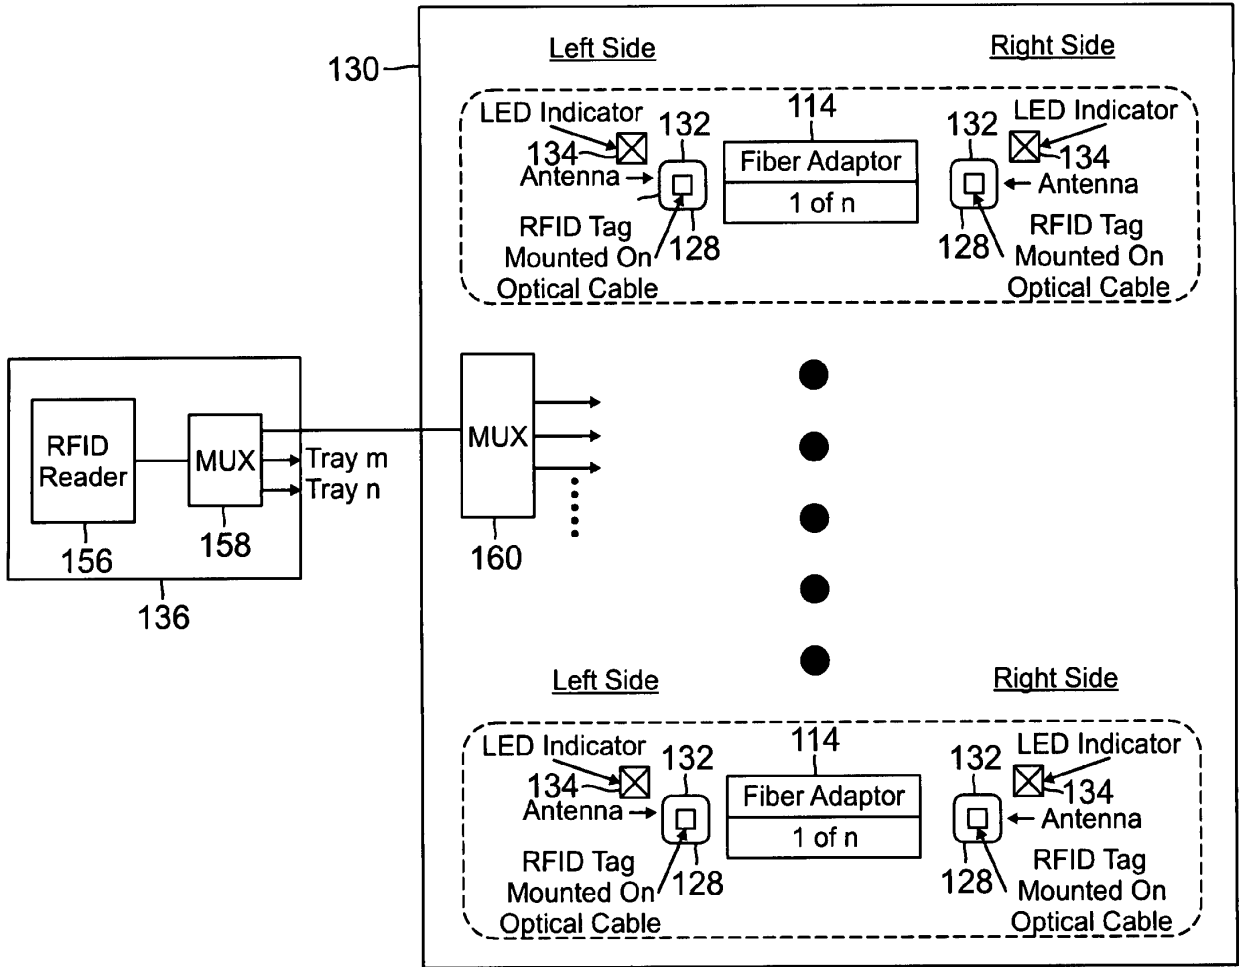 130
Left Side
Right Side
LED Indicator
134
Antenna
132
RFID Tag
Mounted On
Optical Cable
128
114
Fiber Adaptor
1 of n
132
LED Indicator
134
Antenna
128
RFID Tag
Mounted On
Optical Cable
RFID
Reader
156
MUX
158
Tray m
Tray n
136
MUX
160
Left Side
Right Side
LED Indicator
134
Antenna
132
RFID Tag
Mounted On
Optical Cable
128
114
Fiber Adaptor
1 of n
132
LED Indicator
134
Antenna
128
RFID Tag
Mounted On
Optical Cable